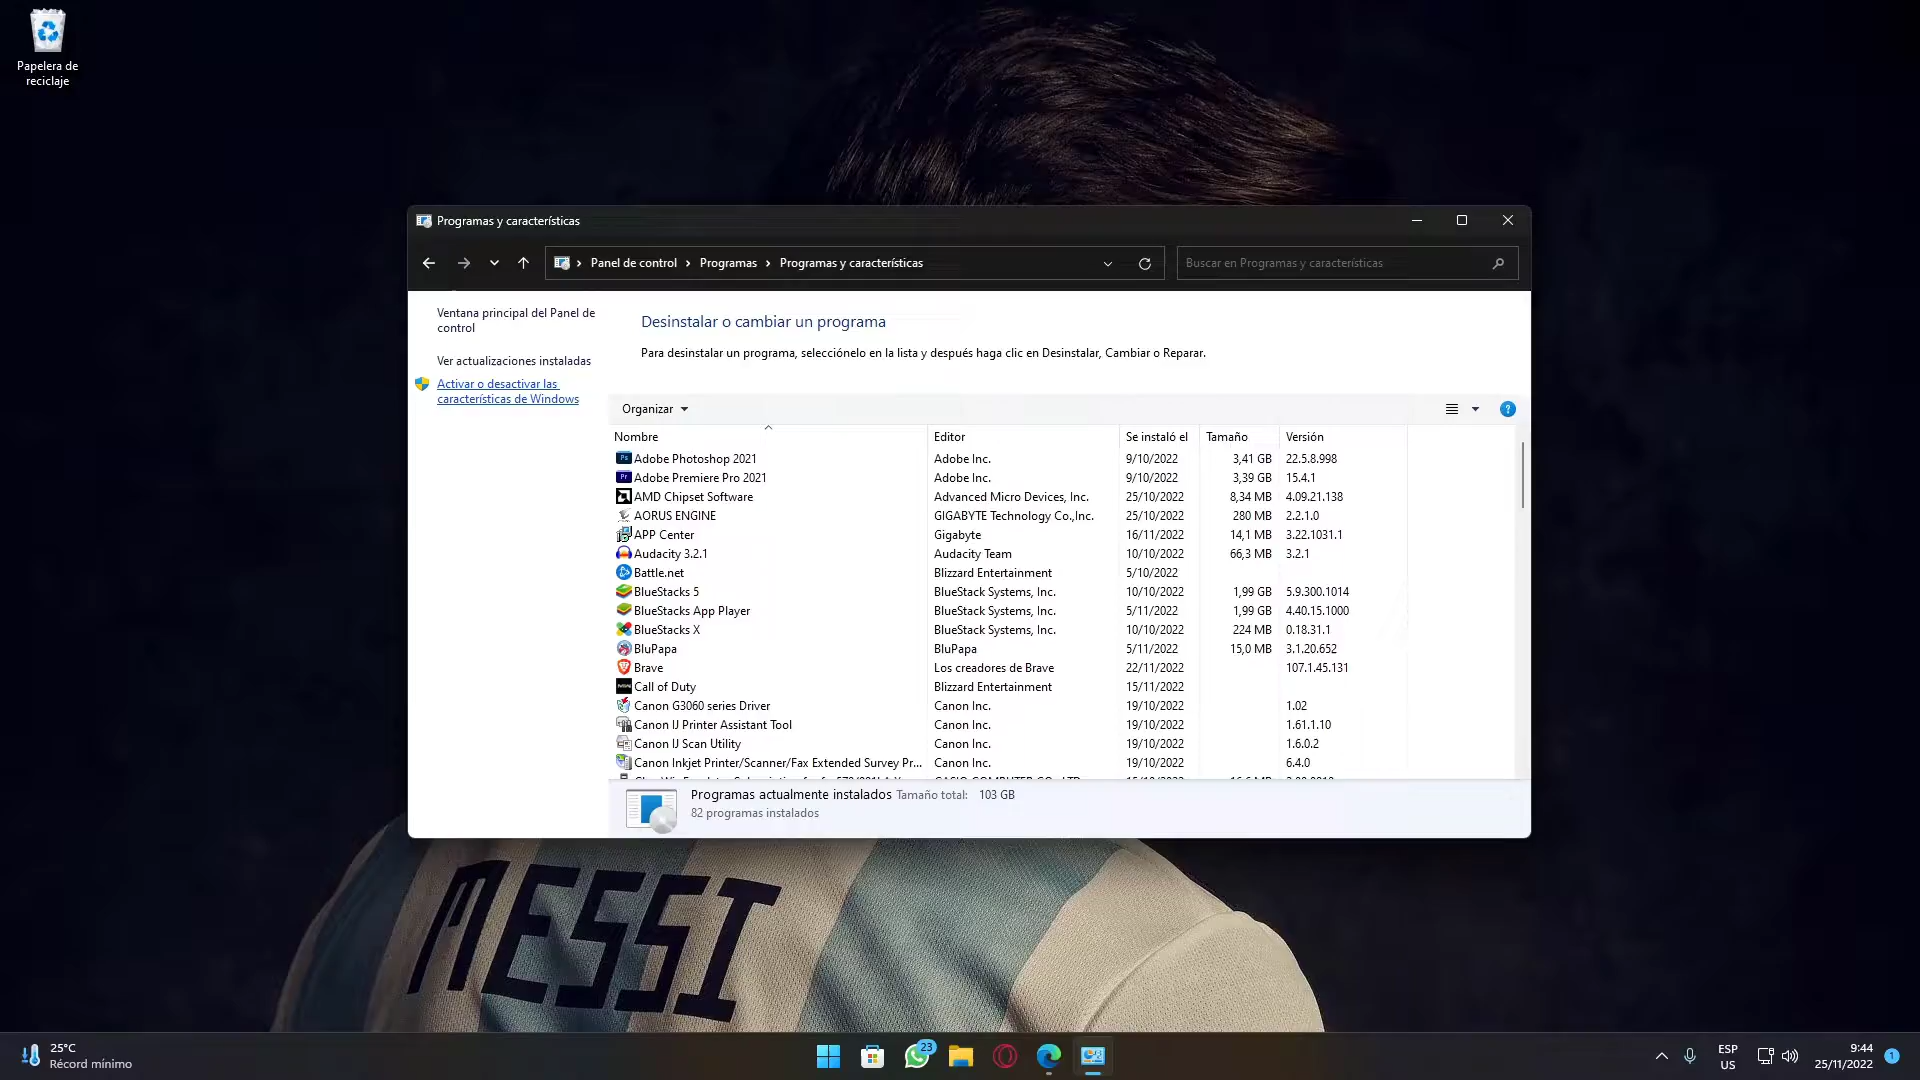 Papelera de
reciclaje
Programas y características
Panel de control
Programas
Programas y características
Buscar en Programas y características
Ventana principal del Panel de
control
Ver actualizaciones instaladas
Activar o desactivar las
características de Windows
Desinstalar o cambiar un programa
Para desinstalar un programa, selecciónelo en la lista y después haga clic en Desinstalar, Cambiar o Reparar.
Organizar
Nombre Editor Se instaló el Tamaño Versión
Adobe Photoshop 2021 Adobe Inc. 9/10/2022 3,41 GB 22.5.8.998
Adobe Premiere Pro 2021 Adobe Inc. 9/10/2022 3,39 GB 15.4.1
AMD Chipset Software Advanced Micro Devices, Inc. 25/10/2022 8,34 MB 4.09.21.138
AORUS ENGINE GIGABYTE Technology Co.,Inc. 25/10/2022 280 MB 2.2.1.0
APP Center Gigabyte 16/11/2022 14,1 MB 3.22.1031.1
Audacity 3.2.1 Audacity Team 10/10/2022 66,3 MB 3.2.1
Battle.net Blizzard Entertainment 5/10/2022
BlueStacks 5 BlueStack Systems, Inc. 10/10/2022 1,99 GB 5.9.300.1014
BlueStacks App Player BlueStack Systems, Inc. 5/11/2022 1,99 GB 4.40.15.1000
BlueStacks X BlueStack Systems, Inc. 10/10/2022 224 MB 0.18.31.1
BluPapa BluPapa 5/11/2022 15,0 MB 3.1.20.652
Brave Los creadores de Brave 22/11/2022 107.1.45.131
Call of Duty Blizzard Entertainment 15/11/2022
Canon G3060 series Driver Canon Inc. 19/10/2022 1.02
Canon IJ Printer Assistant Tool Canon Inc. 19/10/2022 1.61.1.10
Canon IJ Scan Utility Canon Inc. 19/10/2022 1.6.0.2
Canon Inkjet Printer/Scanner/Fax Extended Survey Pr... Canon Inc. 19/10/2022 6.4.0
Programas actualmente instalados Tamaño total: 103 GB
82 programas instalados
MESSI
25°C
Récord mínimo
23
ESP
US
9:44
25/11/2022
1